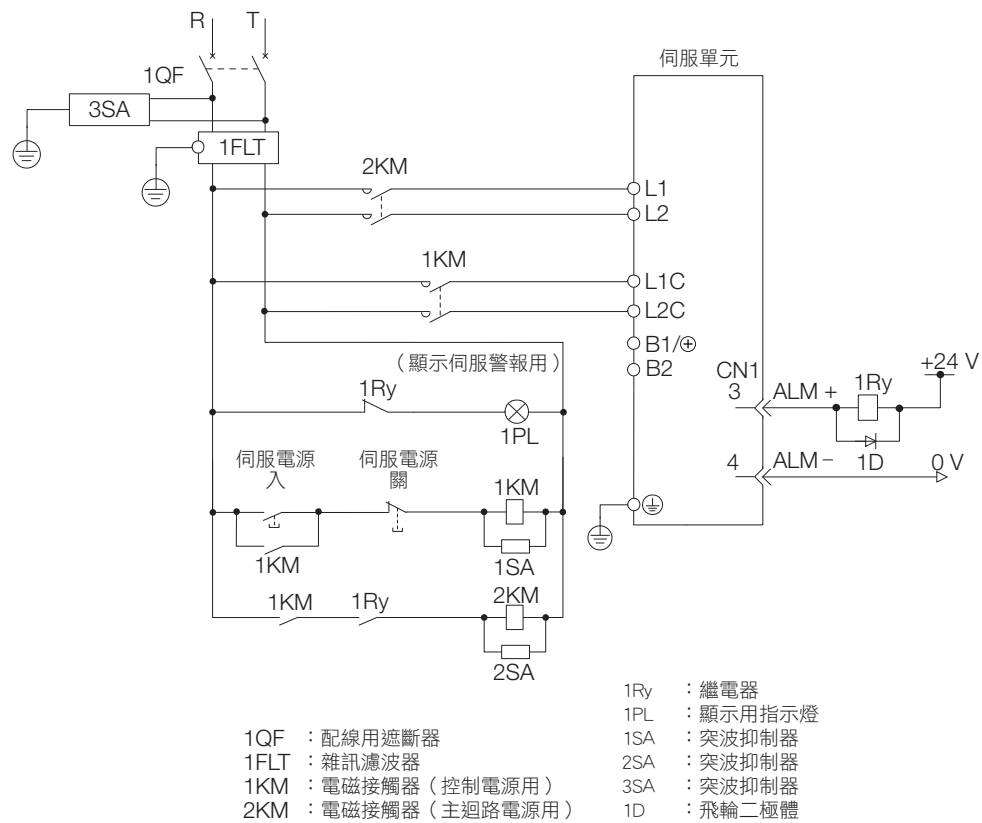 R T
伺服單元
1QF
3SA
1FLT
2KM
L1
L2
1KM
L1C
L2C
B1/⊕
B2
（顯示伺服警報用）
1Ry
1PL
CN1
+24 V
3 ALM＋ 1Ry
1D
4 ALM－ 0 V
伺服電源
入
伺服電源
關
1KM
1KM
1SA
1KM 1Ry 2KM
2SA
1QF ：配線用遮斷器
1FLT ：雜訊濾波器
1KM ：電磁接觸器（控制電源用）
2KM ：電磁接觸器（主迴路電源用）
1Ry ：繼電器
1PL ：顯示用指示燈
1SA ：突波抑制器
2SA ：突波抑制器
3SA ：突波抑制器
1D ：飛輪二極體